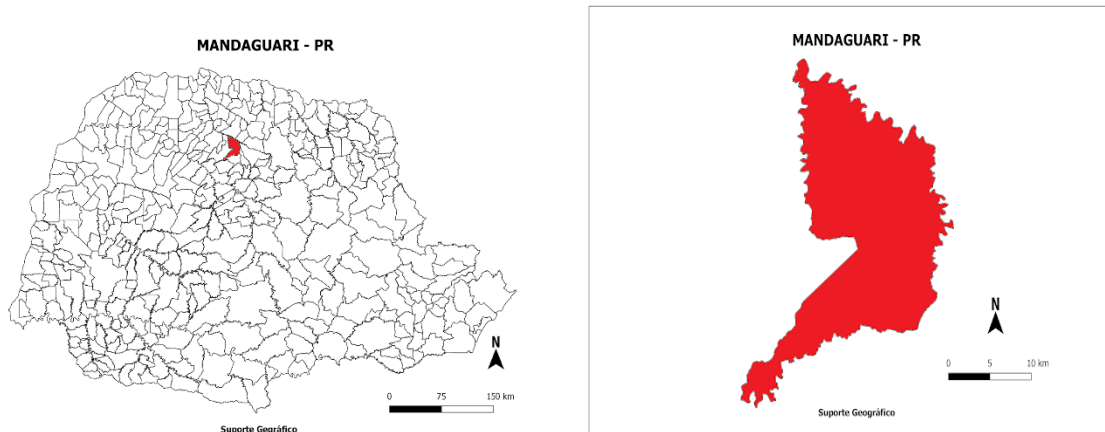 MANDAGUARI - PR
N
0 75 150 km
Suporte Geográfico
MANDAGUARI - PR
N
0 5 10 km
Suporte Geográfico